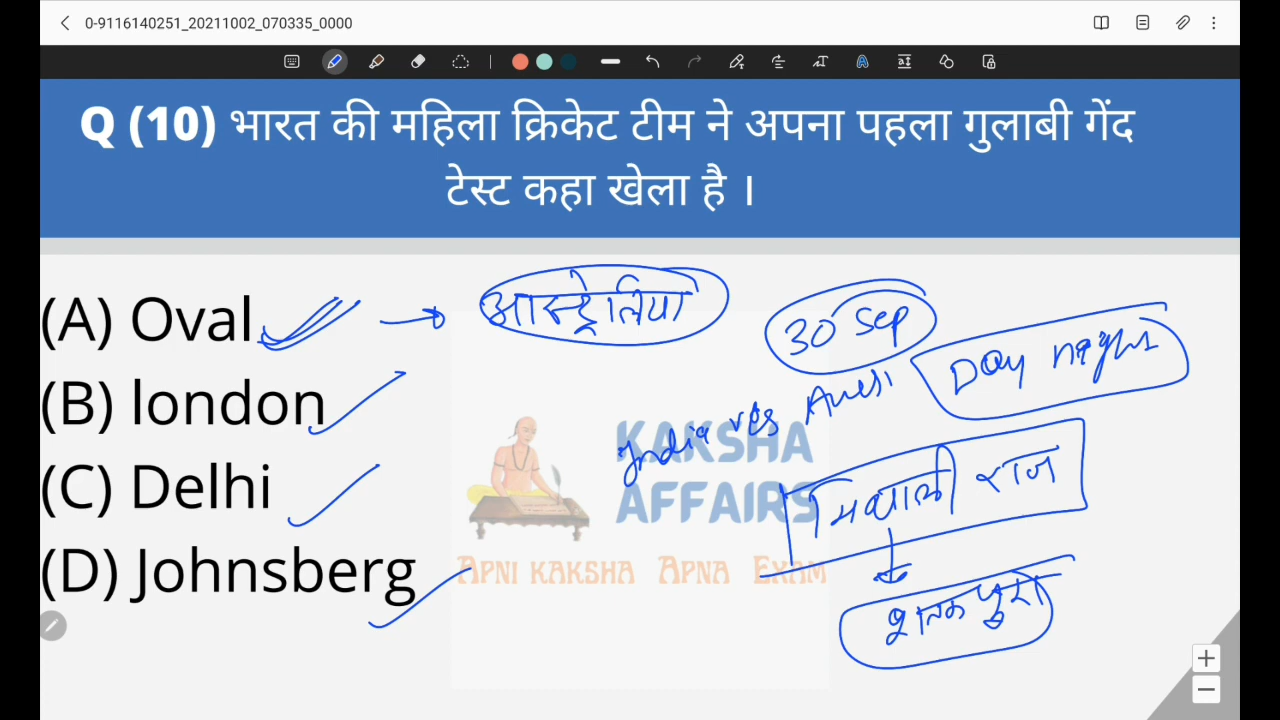 0-9116140251_20211002_070335_0000
Q (10) भारत की महिला क्रिकेट टीम ने अपना पहला गुलाबी गेंद
टेस्ट कहा खेला है ।
(A) Oval
आस्ट्रेलिया
30 Sep
Day night
(B) london
India ves Aus
(C) Delhi
मिथाली राज
(D) Johnsberg
KAKSHA
AFFAIRS
APNI KAKSHA APNA EXAM